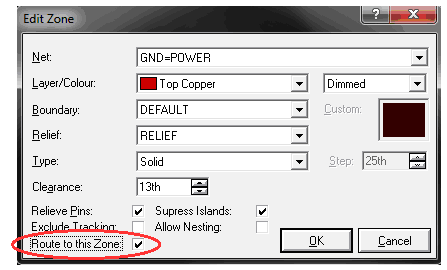 Edit Zone
?
X
Net: GND=POWER
Layer/Colour: Top Copper Dimmed
Boundary: DEFAULT Custom:
Relief: RELIEF
Type: Solid Step: 25th
Clearance: 13th
Relieve Pins: Supress Islands:
Exclude Tracking: Allow Nesting:
Route to this Zone: OK Cancel